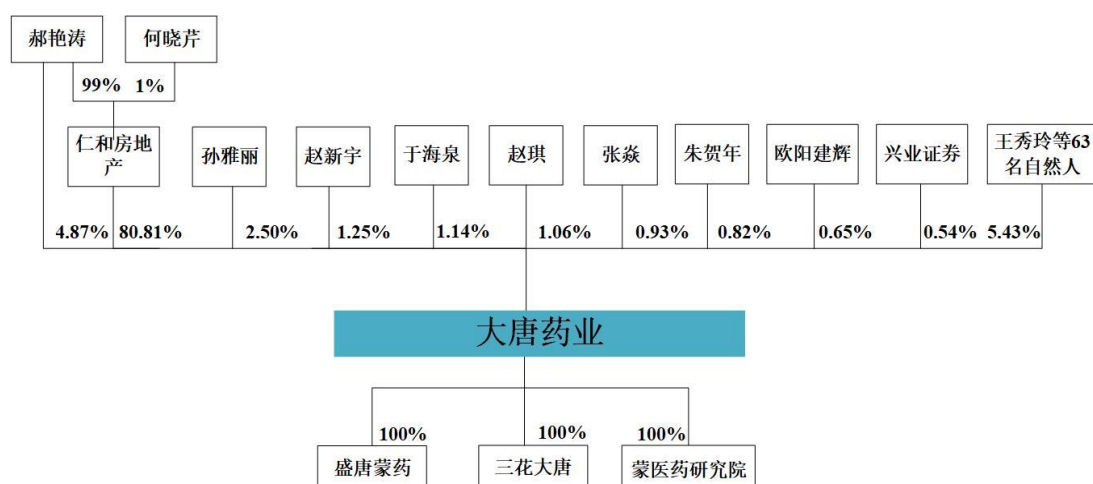 郝艳涛
何晓芹
99%
1%
仁和房地
产
孙雅丽
赵新宇
于海泉
赵琪
张焱
朱贺年
欧阳建辉
兴业证券
王秀玲等63
名自然人
4.87%
80.81%
2.50%
1.25%
1.14%
1.06%
0.93%
0.82%
0.65%
0.54%
5.43%
大唐药业
100%
100%
100%
盛唐蒙药
三花大唐
蒙医药研究院